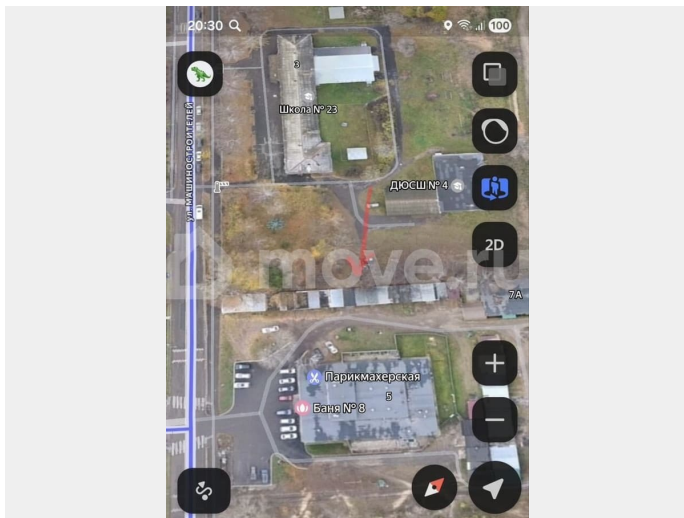 20:30
100
3
Школа № 23
ул. МАШИНОСТРОИТЕЛЕЙ
ДЮСШ № 4
2D
move.ru
7А
Парикмахерская
5
Баня № 8